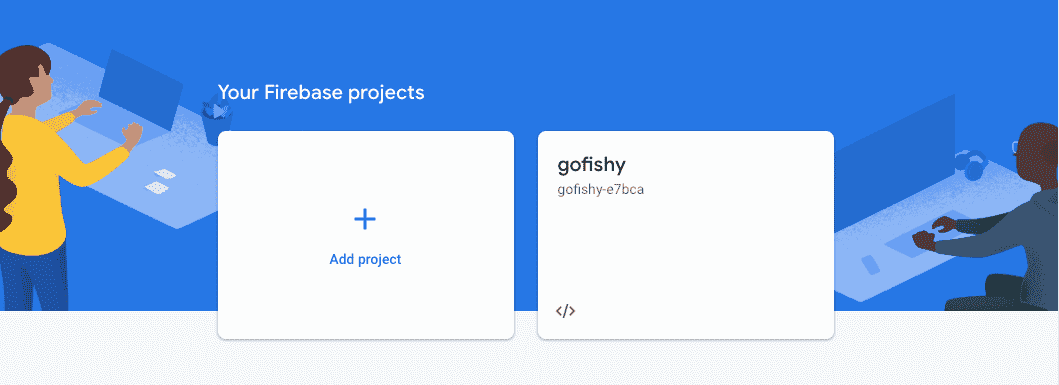 Your Firebase projects
+
Add project
gofishy
gofishy-e7bca
</>